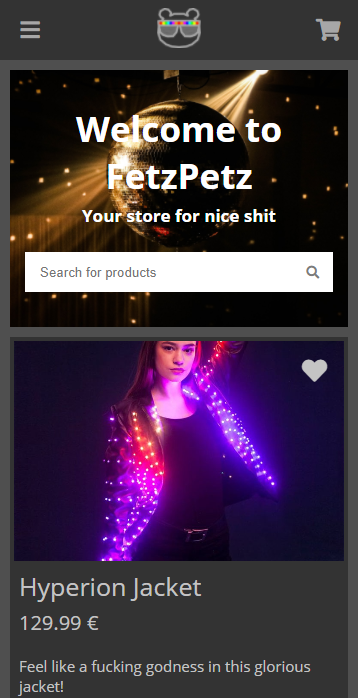 Welcome to
FetzPetz
Your store for nice shit
Search for products
Hyperion Jacket
129.99 €
Feel like a fucking godness in this glorious
jacket!